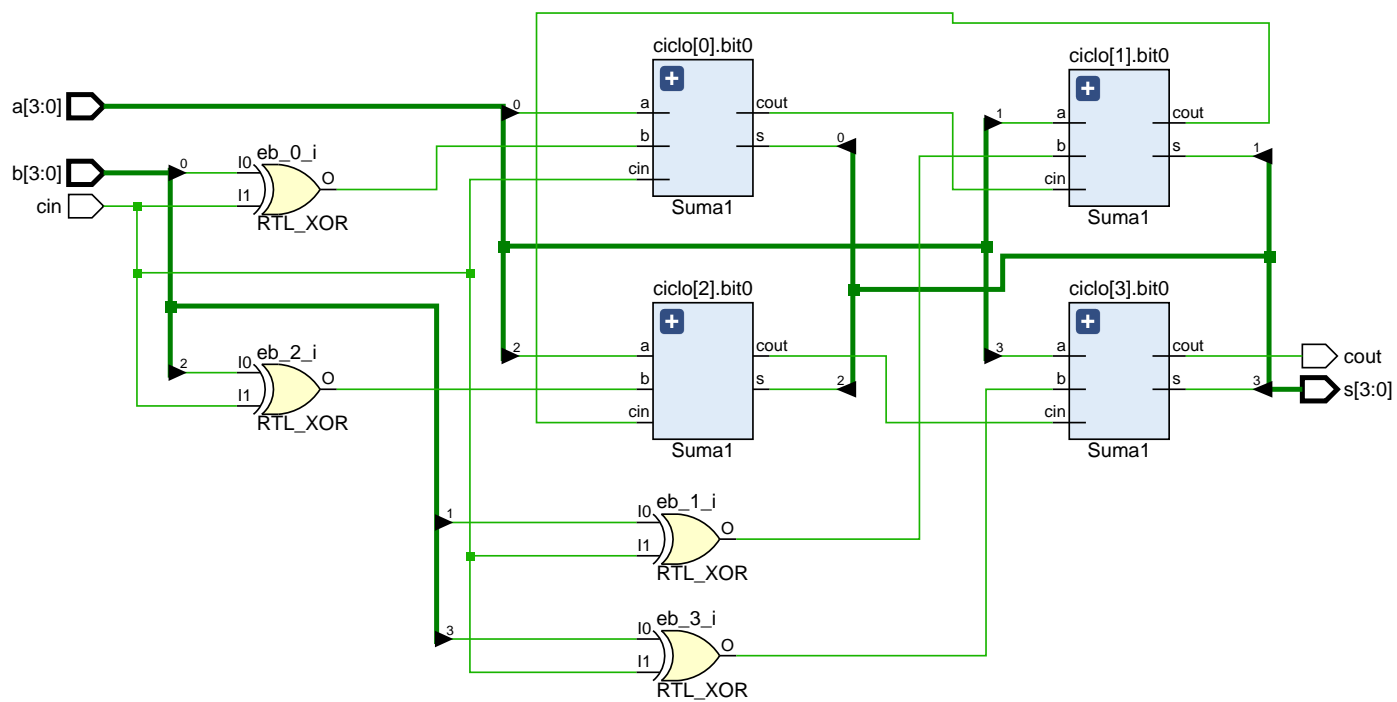 ciclo[0].bit0
a
cout
b
s
cin
Suma1
ciclo[1].bit0
a
cout
b
s
cin
Suma1
a[3:0]
b[3:0]
cin
0
0
1
0
1
eb_0_i
I0
I1
O
RTL_XOR
ciclo[2].bit0
a
cout
b
s
cin
Suma1
ciclo[3].bit0
a
cout
b
s
cin
Suma1
2
2
2
3
3
eb_2_i
I0
I1
O
RTL_XOR
cout
s[3:0]
1
eb_1_i
I0
I1
O
RTL_XOR
3
eb_3_i
I0
I1
O
RTL_XOR